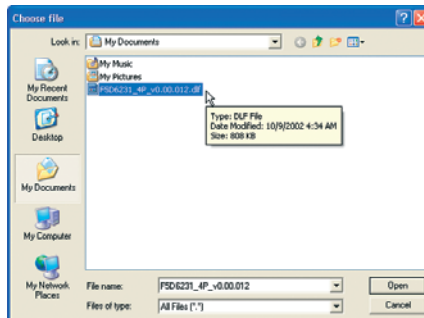 Choose file
Look in: My Documents
My Recent
Documents
Desktop
My Documents
My Computer
My Network
Places
My Music
My Pictures
F5D6231_4P_v0.00.012.dlf
Type: DLF File
Date Modified: 10/9/2002 4:34 AM
Size: 808 KB
File name: F5D6231_4P_v0.00.012 Open
Files of type: All Files (*.*) Cancel